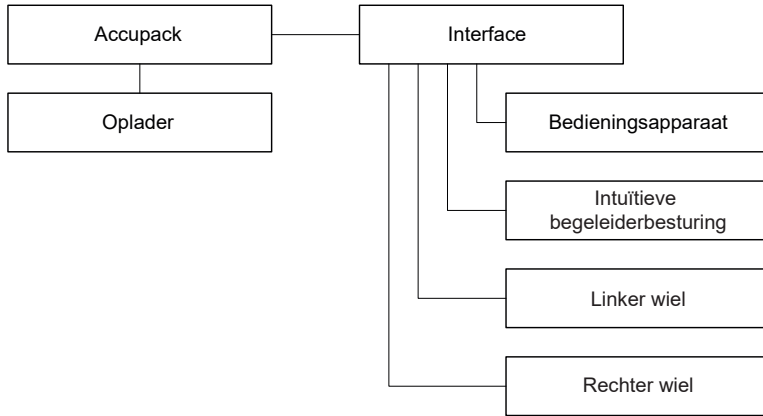 Accupack
Interface
Oplader
Bedieningsapparaat
Intuïtieve
begeleiderbesturing
Linker wiel
Rechter wiel